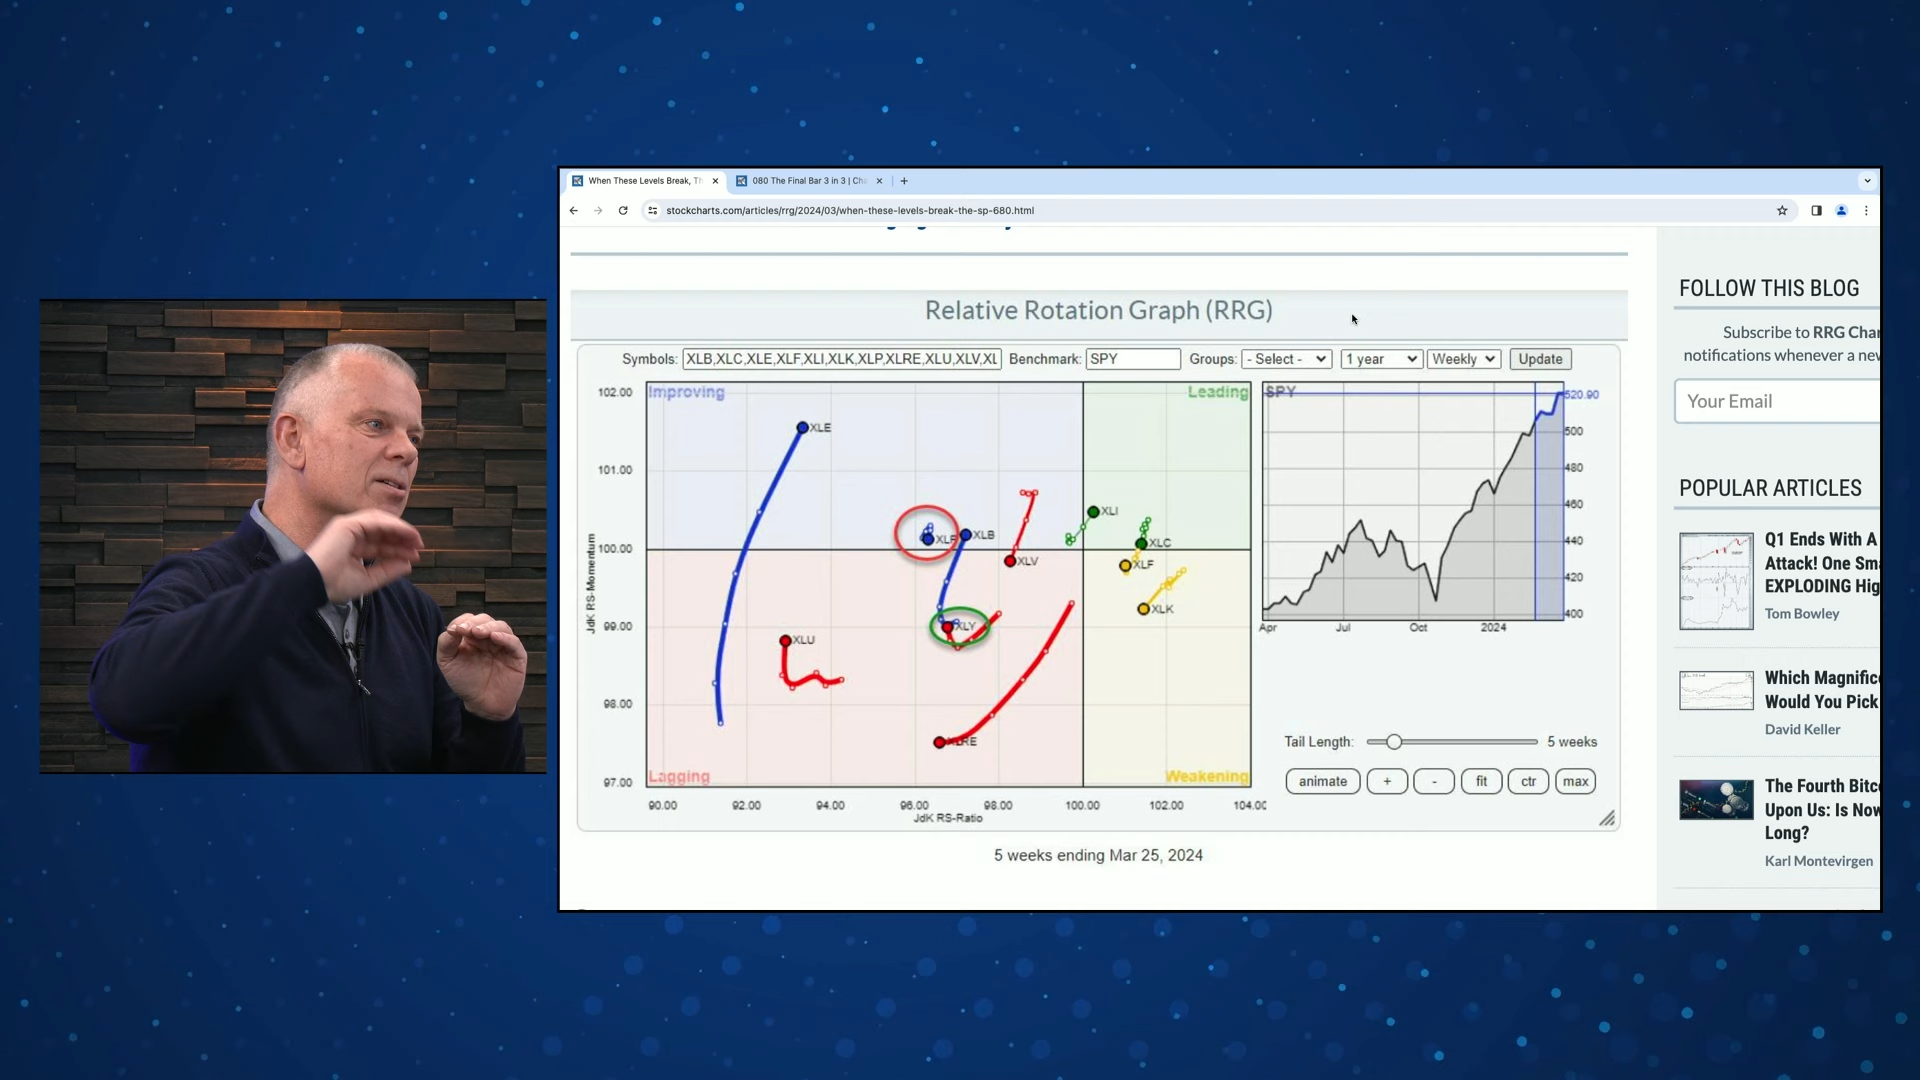 When These Levels Break, Th
080 The Final Bar 3 in 3 | Cha
stockcharts.com/articles/rrg/2024/03/when-these-levels-break-the-sp-680.html
Relative Rotation Graph (RRG)
Symbols: XLB,XLC,XLE,XLF,XLI,XLK,XLP,XLRE,XLU,XLV,XL Benchmark: SPY Groups: - Select - 1 year Weekly Update
Improving
Leading
Lagging
Weakening
102.00
101.00
100.00
99.00
98.00
97.00
JdK RS-Momentum
90.00 92.00 94.00 96.00 98.00 100.00 102.00 104.0
JdK RS-Ratio
XLE
XLB
XLV
XLI
XLC
XLF
XLK
XLY
XLU
SPY
520.90
500
480
460
440
420
400
Apr Jul Oct 2024
Tail Length: 5 weeks
animate + - fit ctr max
5 weeks ending Mar 25, 2024
FOLLOW THIS BLOG
Subscribe to RRG Char
notifications whenever a nev
Your Email
POPULAR ARTICLES
Q1 Ends With A
Attack! One Sma
EXPLODING Hig
Tom Bowley
Which Magnific
Would You Pick
David Keller
The Fourth Bitc
Upon Us: Is Now
Long?
Karl Montevirgen